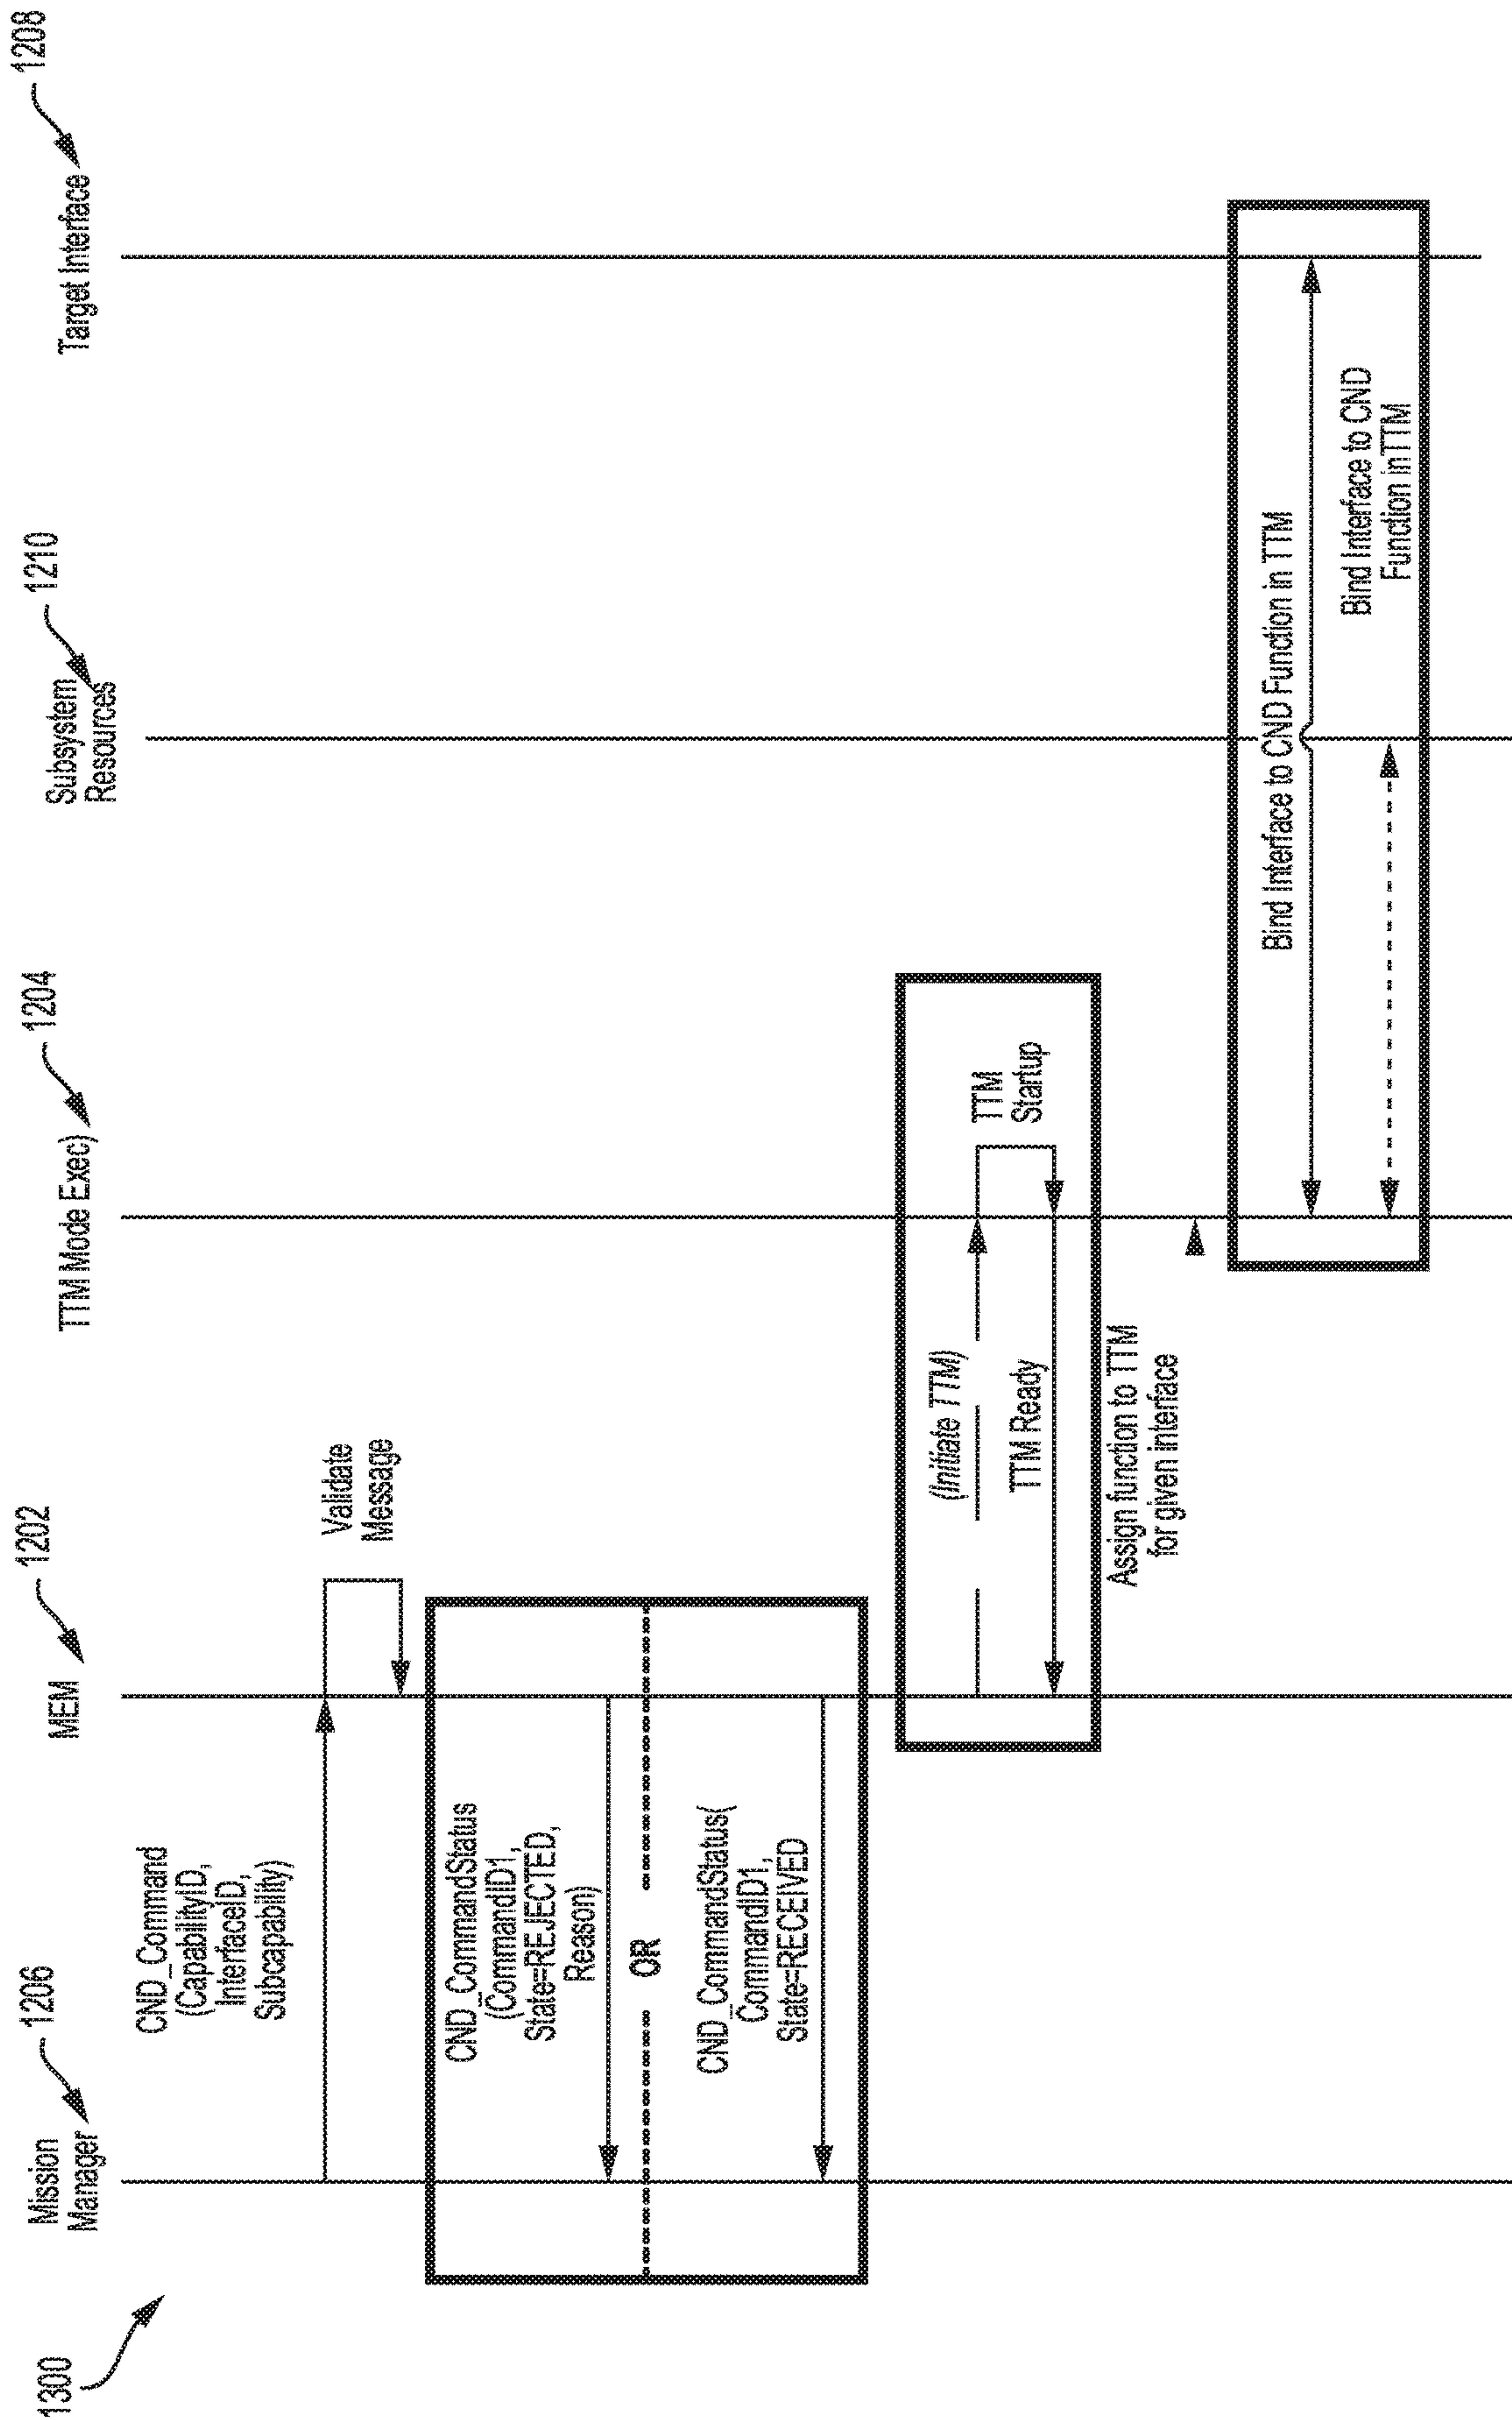 1300
1206
Mission
Manager
1202
MEM
1204
TTM Mode Exec)
1210
Subsystem
Resources
1208
Target Interface
CND_Command
(CapabilityID,
InterfaceID,
Subcapability)
Validate
Message
CND_CommandStatus
(CommandID1,
State=REJECTED,
Reason)
OR
CND_CommandStatus(
CommandID1,
State=RECEIVED
(Initiate TTM)
TTM
Startup
TTM Ready
Assign function to TTM
for given interface
Bind Interface to CND Function in TTM
Bind Interface to CND
Function in TTM